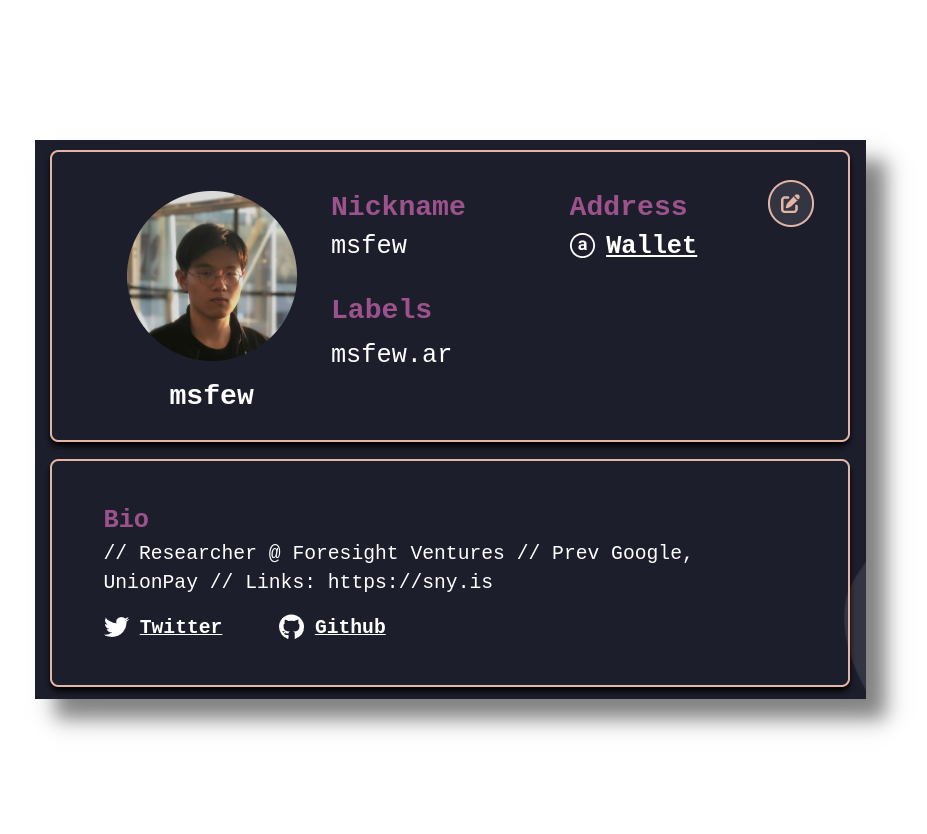 Nickname
msfew
Address
a Wallet
Labels
msfew.ar
msfew
Bio
// Researcher @ Foresight Ventures // Prev Google,
UnionPay // Links: https://sny.is
Twitter
Github